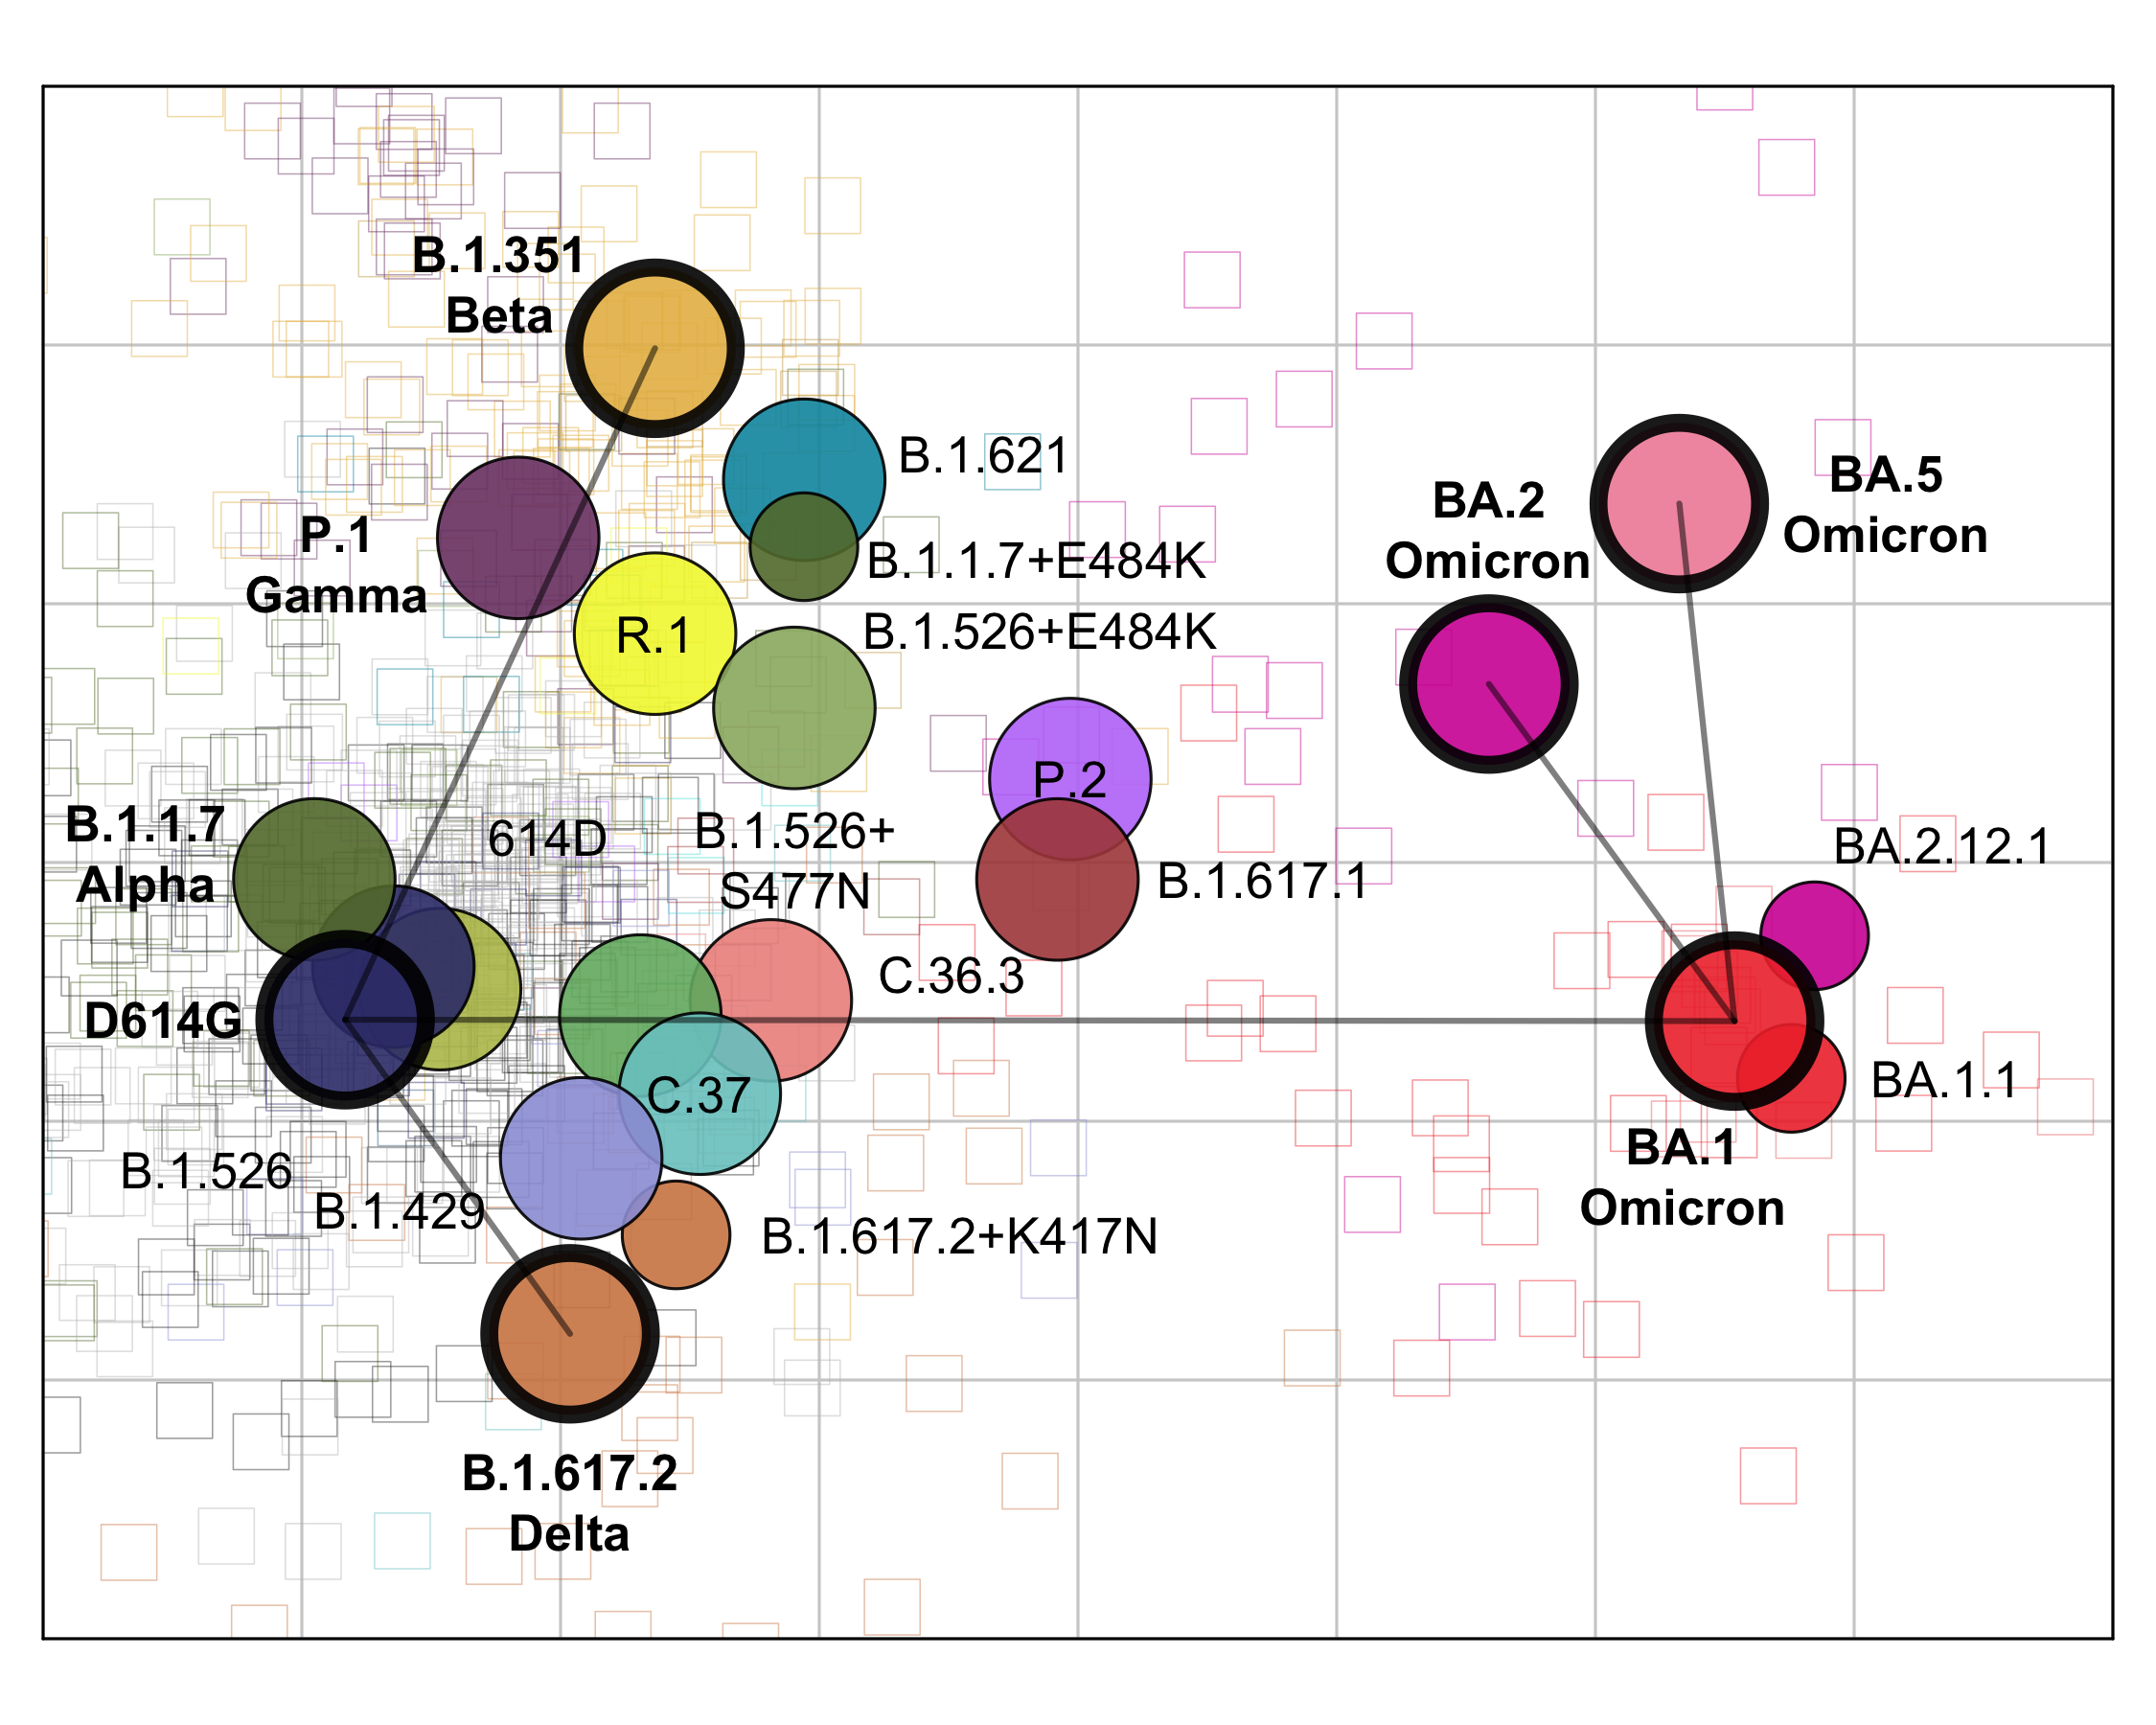 B.1.351
Beta
B.1.621
BA.5
Omicron
BA.2
Omicron
P.1
Gamma
B.1.1.7+E484K
R.1
B.1.526+E484K
P.2
B.1.1.7
Alpha
614D
B.1.526+
S477N
B.1.617.1
BA.2.12.1
C.36.3
D614G
C.37
BA.1.1
B.1.526
B.1.429
BA.1
Omicron
B.1.617.2+K417N
B.1.617.2
Delta